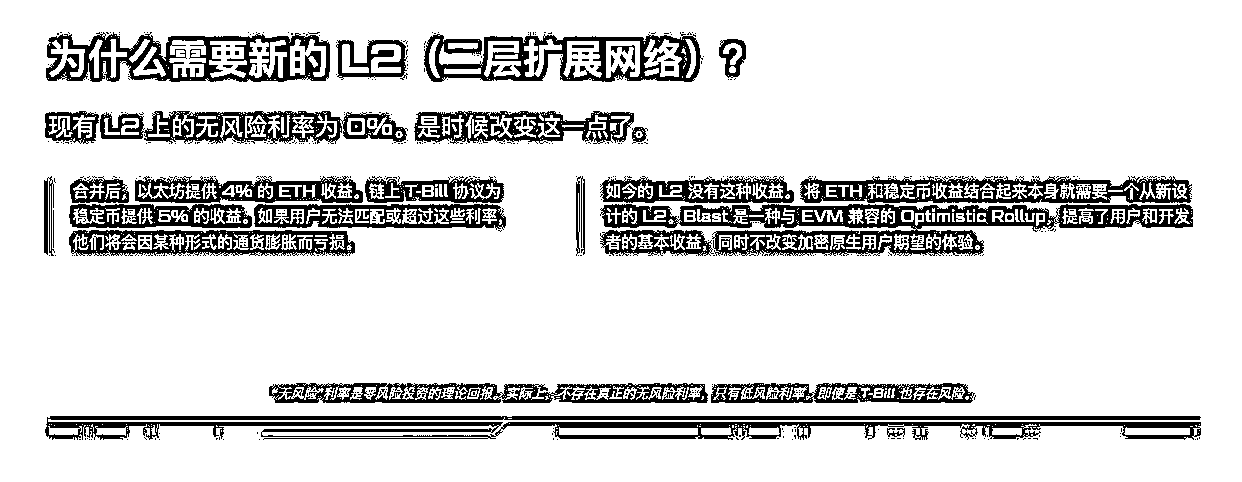 为什么需要新的 L2（二层扩展网络）?
现有 L2 上的无风险利率为 0%。是时候改变这一点了。
合并后，以太坊提供 4% 的 ETH 收益。链上 T-Bill 协议为
稳定币提供 5% 的收益。如果用户无法匹配或超过这些利率，
他们将会因某种形式的通货膨胀而亏损。
如今的 L2 没有这种收益。将 ETH 和稳定币收益结合起来本身就需要一个从新设
计的 L2。Blast 是一种与 EVM 兼容的 Optimistic Rollup，提高了用户和开发
者的基本收益，同时不改变加密原生用户期望的体验。
“无风险”利率是零风险投资的理论回报。实际上，不存在真正的无风险利率，只有低风险利率。即使是 T-Bill 也存在风险。